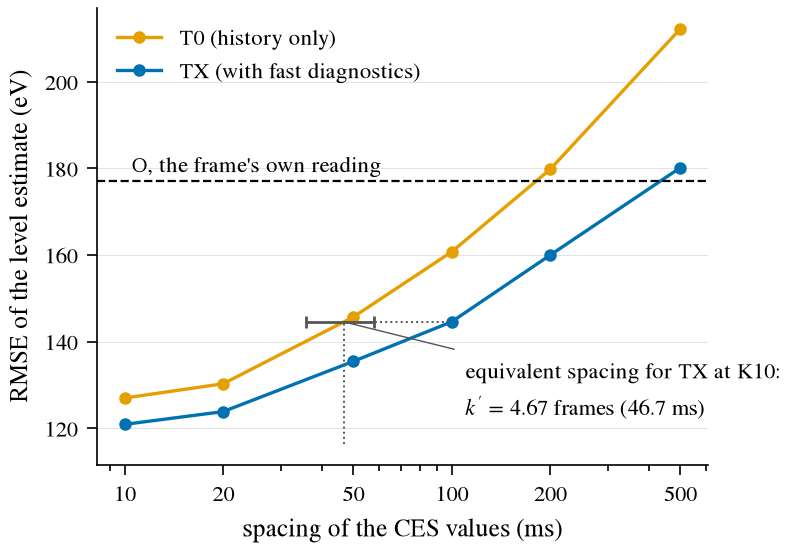 T0 (history only)
TX (with fast diagnostics)
O, the frame's own reading
equivalent spacing for TX at K10:
k′ = 4.67 frames (46.7 ms)
RMSE of the level estimate (eV)
200
180
160
140
120
10 20 50 100 200 500
spacing of the CES values (ms)